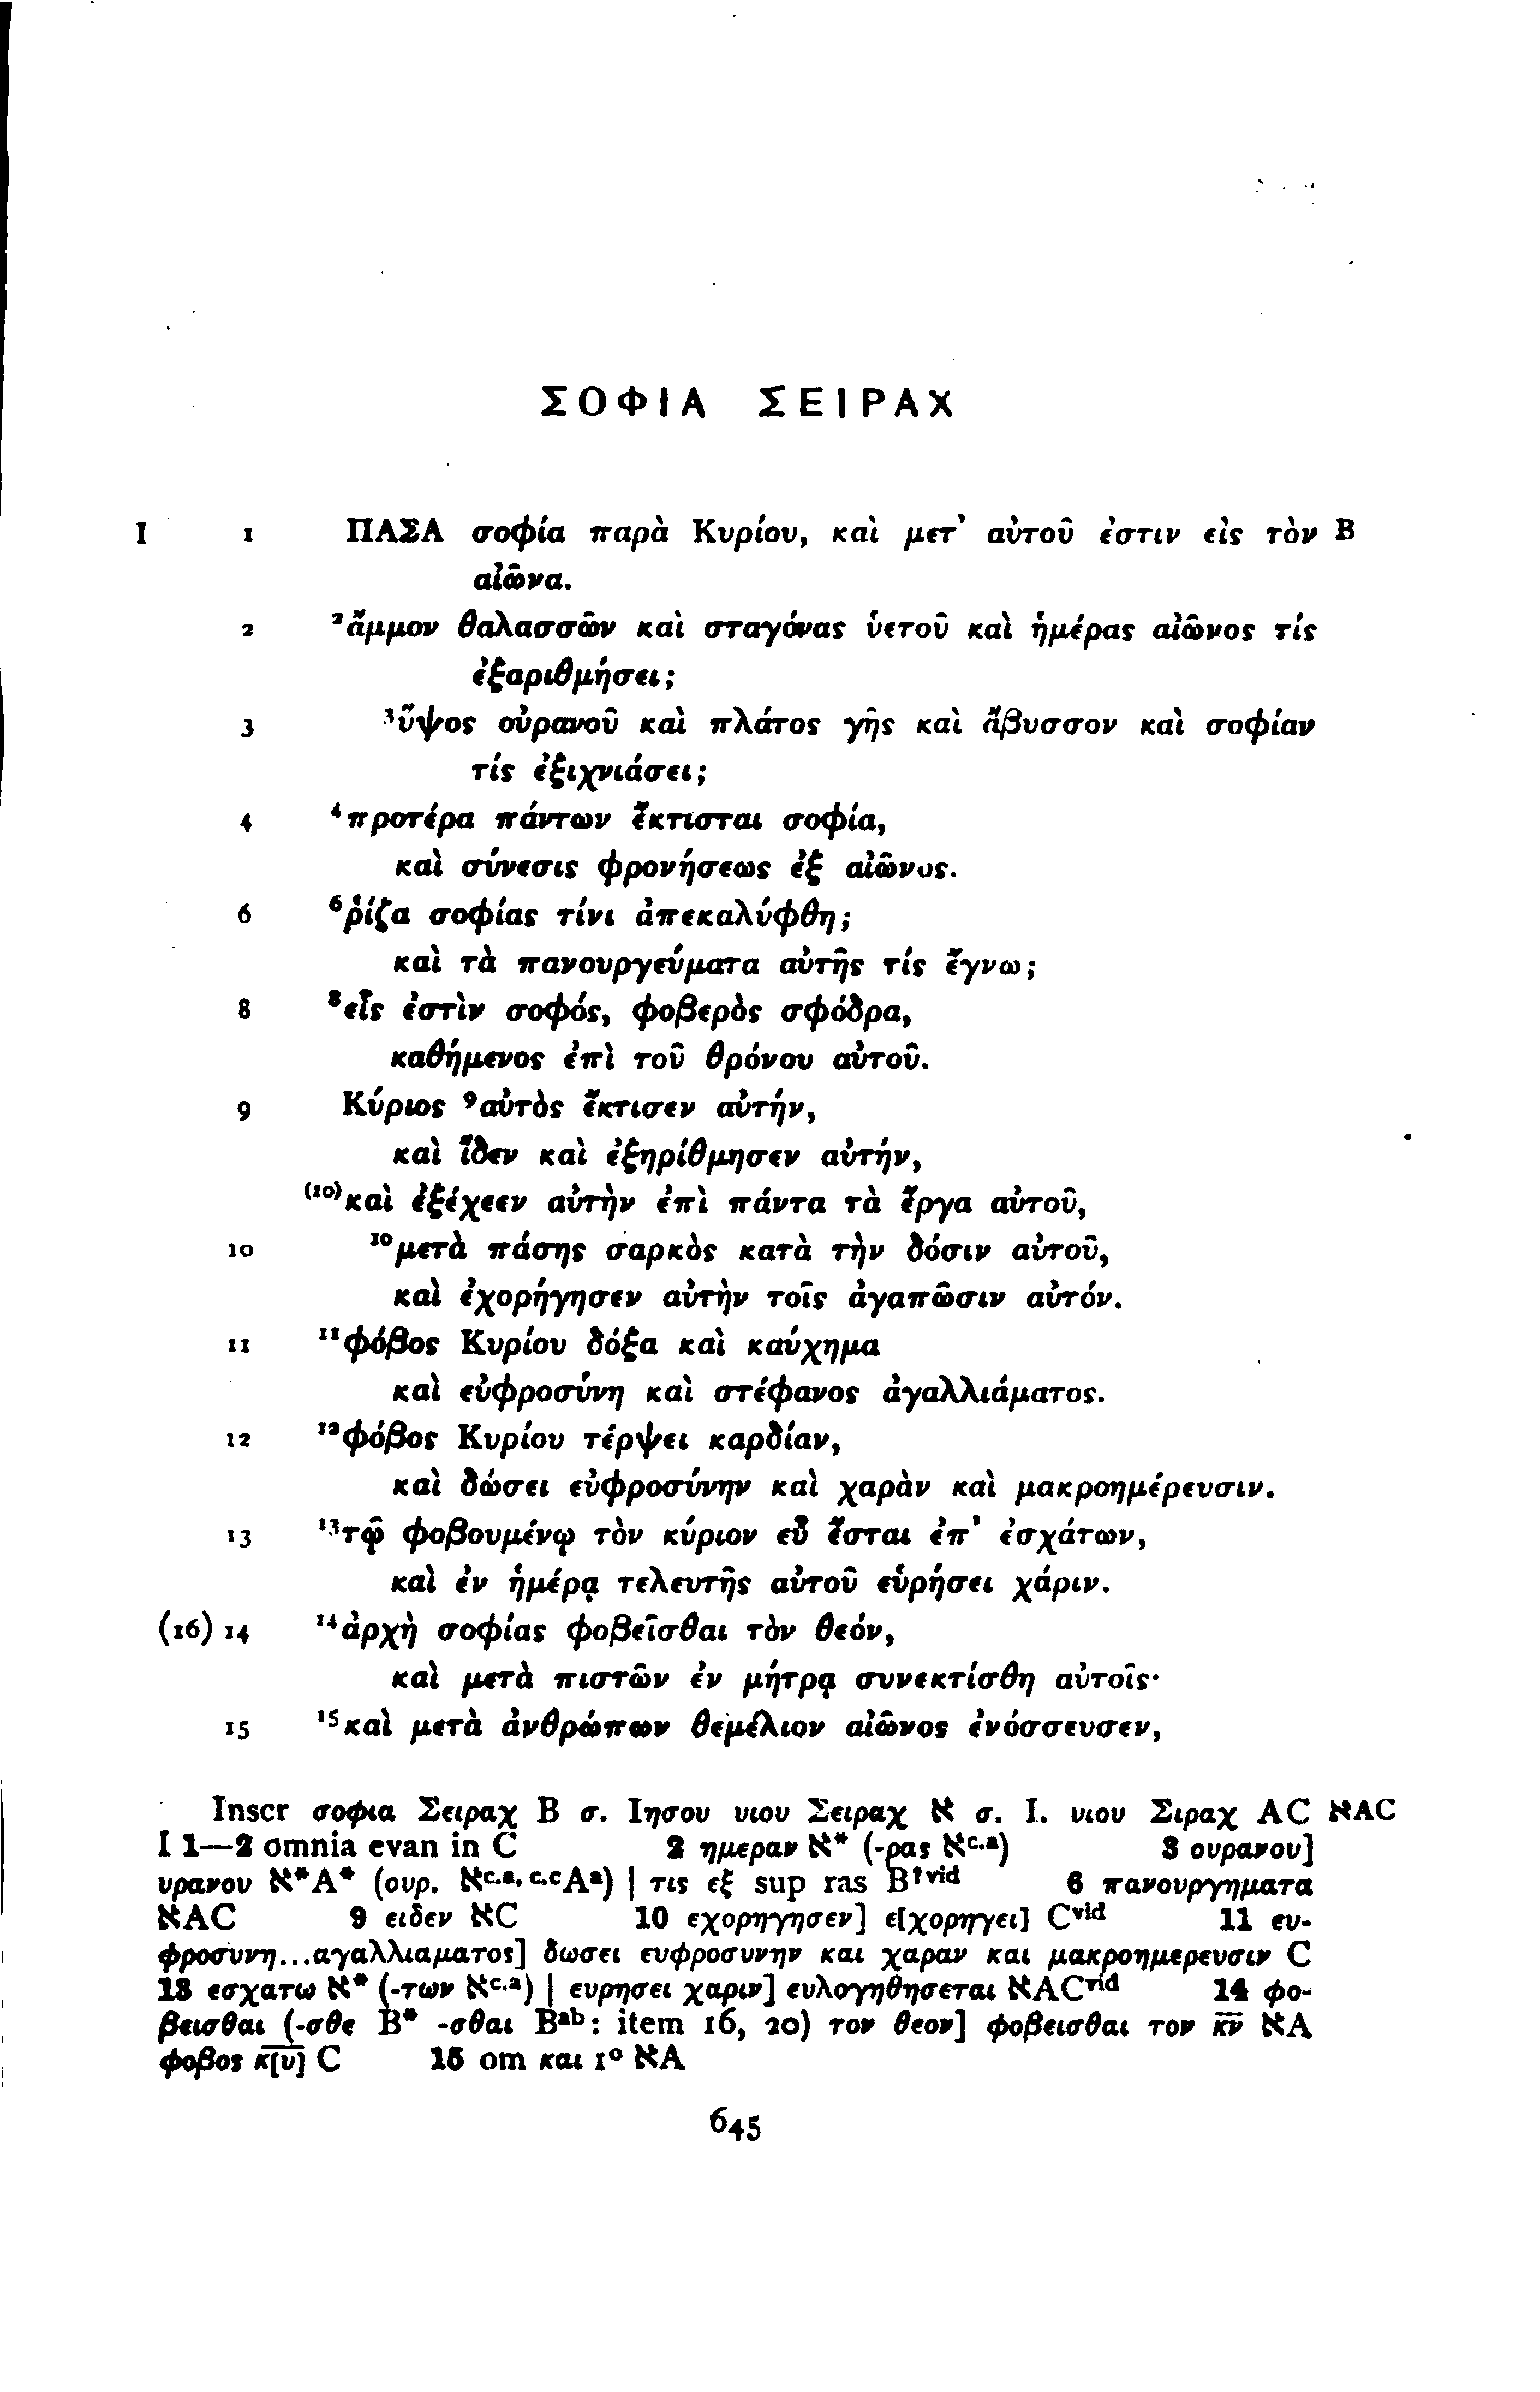 ΣΟΦΙΑ ΣΕΙΡΑΧ
I 1 ΠΑΣΑ σοφία παρὰ Κυρίου, καὶ μετ᾽ αὐτοῦ ἐστιν εἰς τὸν B
αἰῶνα.
2 ²ἄμμον θαλασσῶν καὶ σταγόνας ὑετοῦ καὶ ἡμέρας αἰῶνος τίς
ἐξαριθμήσει;
3 ³ὕψος οὐρανοῦ καὶ πλάτος γῆς καὶ ἄβυσσον καὶ σοφίαν
τίς ἐξιχνιάσει;
4 ⁴προτέρα πάντων ἔκτισται σοφία,
καὶ σύνεσις φρονήσεως ἐξ αἰῶνος.
6 ⁶ῥίζα σοφίας τίνι ἀπεκαλύφθη;
καὶ τὰ πανουργεύματα αὐτῆς τίς ἔγνω;
8 ⁸εἷς ἐστὶν σοφός, φοβερὸς σφόδρα,
καθήμενος ἐπὶ τοῦ θρόνου αὐτοῦ.
9 Κύριος ⁹αὐτὸς ἔκτισεν αὐτήν,
καὶ ἴδεν καὶ ἐξηρίθμησεν αὐτήν,
⁽¹⁰⁾καὶ ἐξέχεεν αὐτὴν ἐπὶ πάντα τὰ ἔργα αὐτοῦ,
10 ¹⁰μετὰ πάσης σαρκὸς κατὰ τὴν δόσιν αὐτοῦ,
καὶ ἐχορήγησεν αὐτὴν τοῖς ἀγαπῶσιν αὐτόν.
11 ¹¹φόβος Κυρίου δόξα καὶ καύχημα
καὶ εὐφροσύνη καὶ στέφανος ἀγαλλιάματος.
12 ¹²φόβος Κυρίου τέρψει καρδίαν,
καὶ δώσει εὐφροσύνην καὶ χαρὰν καὶ μακροημέρευσιν.
13 ¹³τῷ φοβουμένῳ τὸν κύριον εὖ ἔσται ἐπ᾽ ἐσχάτων,
καὶ ἐν ἡμέρᾳ τελευτῆς αὐτοῦ εὑρήσει χάριν.
(16) 14 ¹⁴ἀρχὴ σοφίας φοβεῖσθαι τὸν θεόν,
καὶ μετὰ πιστῶν ἐν μήτρᾳ συνεκτίσθη αὐτοῖς·
15 ¹⁵καὶ μετὰ ἀνθρώπων θεμέλιον αἰῶνος ἐνόσσευσεν,
Inscr σοφια Σειραχ B σ. Ιησου υιου Σειραχ ℵ σ. Ι. υιου Σιραχ AC ℵAC
I 1—2 omnia evan in C 2 ημεραν ℵ* (-ρας ℵᶜ·ᵃ) 3 ουρανου]
υρανου ℵ*A* (ουρ. ℵᶜ·ᵃ, ᶜ·ᶜAᵃ) | τις εξ sup ras Bᵗᵛⁱᵈ 6 πανουργηματα
ℵAC 9 ειδεν ℵC 10 εχορηγησεν] ε[χορηγει] Cᵛⁱᵈ 11 ευ-
φροσυνη...αγαλλιαματος] δωσει ευφροσυνην και χαραν και μακροημερευσιν C
13 εσχατω ℵ* (-των ℵᶜ·ᵃ) | ευρησει χαριν] ευλογηθησεται ℵACᵛⁱᵈ 14 φο-
βεισθαι (-σθε B* -σθαι Bᵃᵇ: item 16, 20) τον θεον] φοβεισθαι τον κ̅ν̅ ℵA
φοβος κ̅[υ̅] C 15 om και 1° ℵA
645